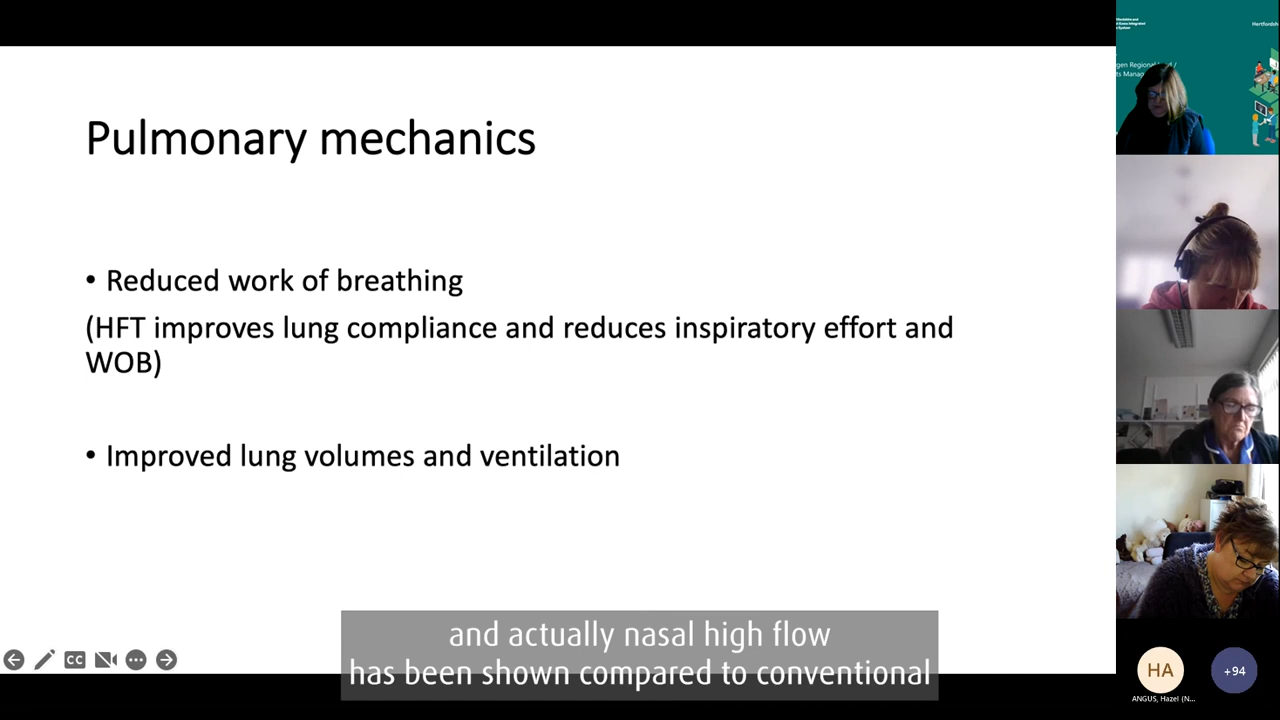 Pulmonary mechanics
• Reduced work of breathing
(HFT improves lung compliance and reduces inspiratory effort and
WOB)
• Improved lung volumes and ventilation
and actually nasal high flow
has been shown compared to conventional
CC
HA
+94
ANGUS, Hazel (N...